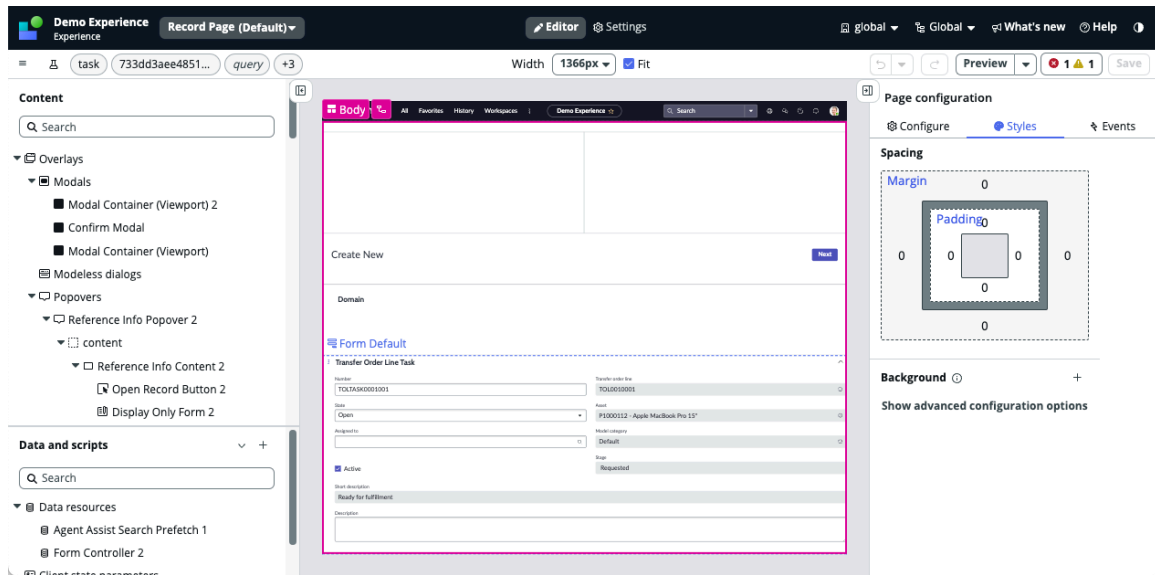 Demo Experience
Experience
Record Page (Default)
Editor
Settings
global
Global
What's new
Help
task
733dd3aee4851...
query
+3
Width
1366px
Fit
Preview
1
1
Save
Content
Search
Overlays
Modals
Modal Container (Viewport) 2
Confirm Modal
Modal Container (Viewport)
Modeless dialogs
Popovers
Reference Info Popover 2
content
Reference Info Content 2
Open Record Button 2
Display Only Form 2
Data and scripts
Search
Data resources
Agent Assist Search Prefetch 1
Form Controller 2
Client state parameters
Body
All Favorites History Workspaces
Demo Experience
Search
Create New
Next
Domain
Form Default
Transfer Order Line Task
Number
TOLTASK0001001
Transfer order line
TOL0010001
State
Open
Asset
P1000112 - Apple MacBook Pro 15"
Assigned to
Model category
Default
Active
Stage
Requested
Short description
Ready for fulfillment
Description
Page configuration
Configure
Styles
Events
Spacing
Margin
0
Padding
0
0
0
0
0
0
0
Background
Show advanced configuration options